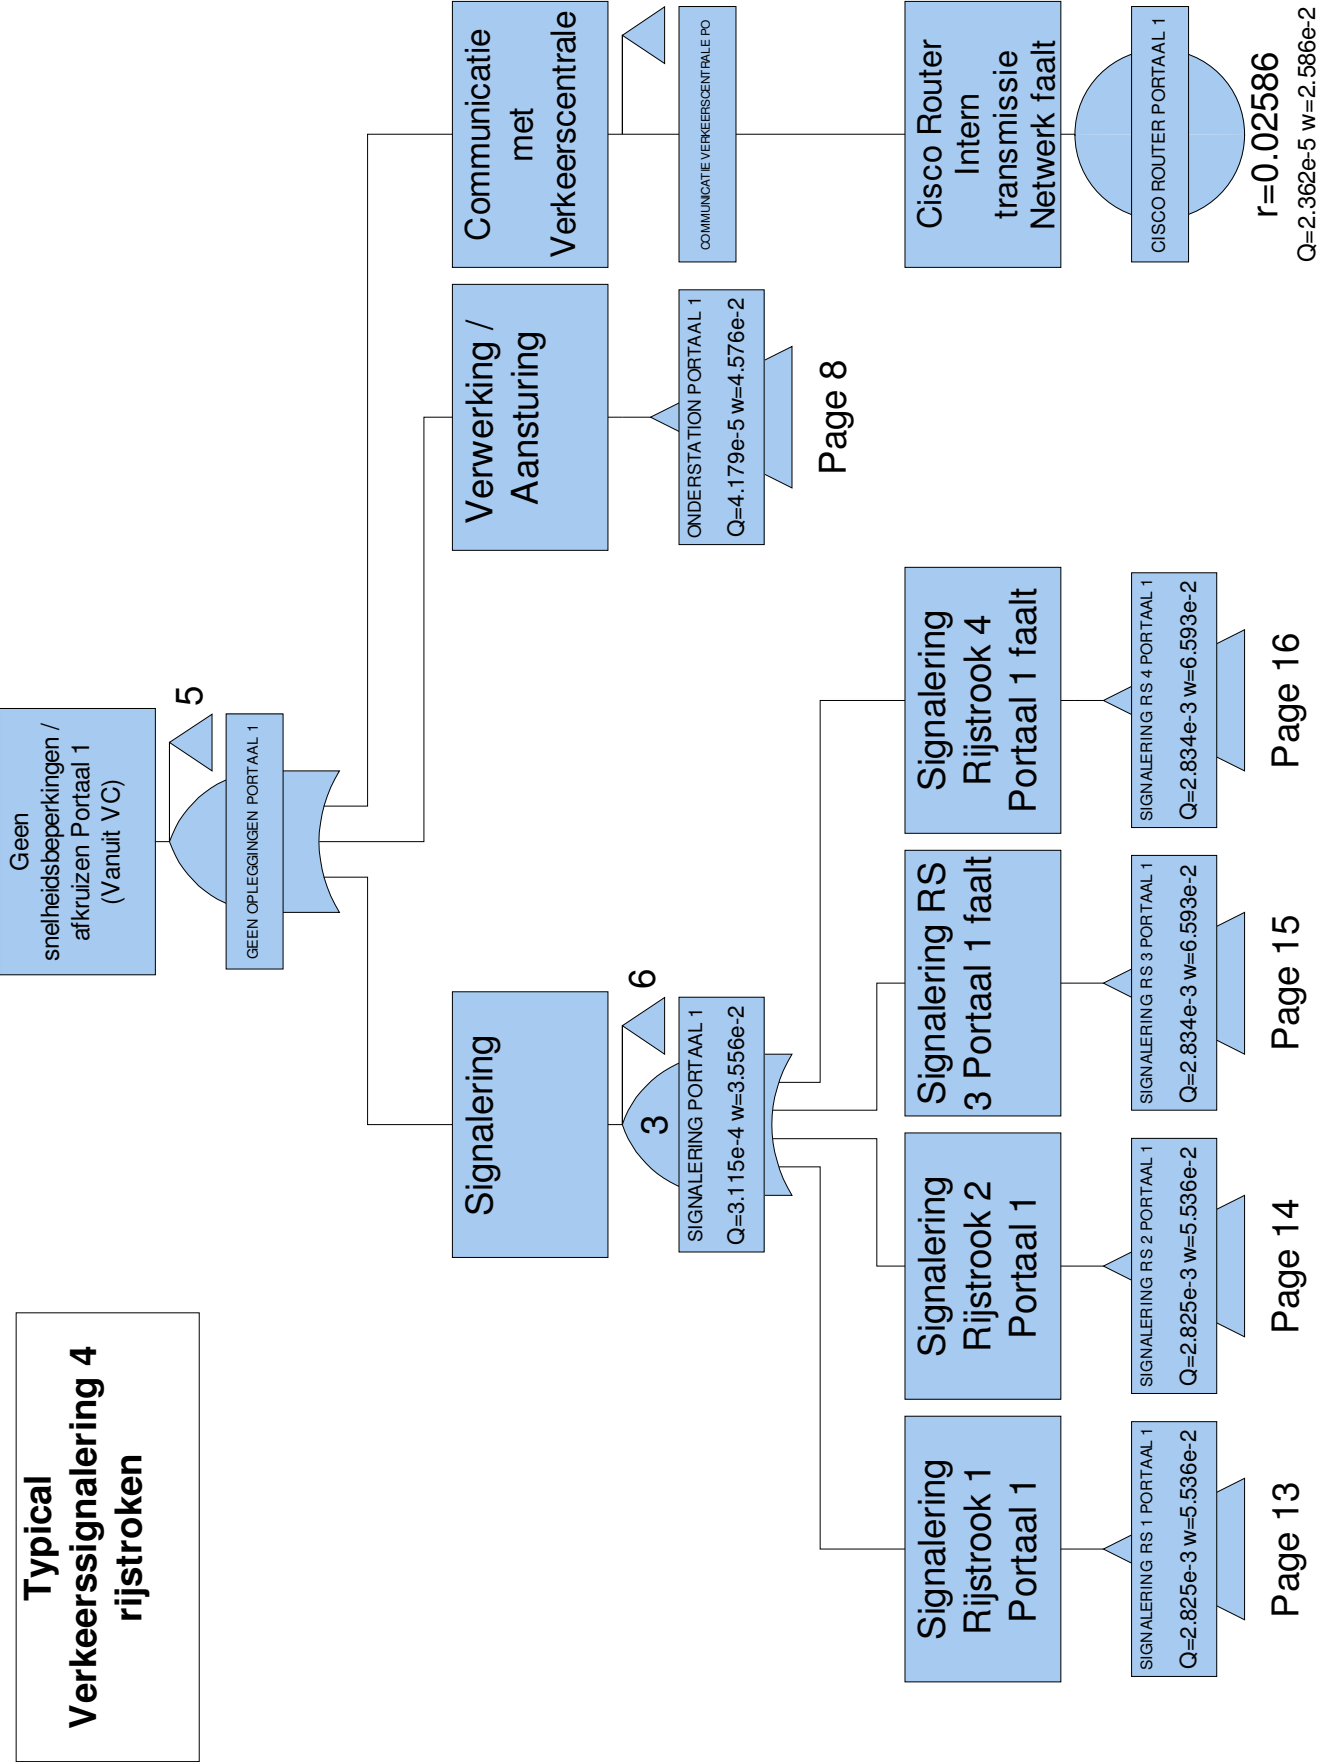 Typical
Verkeerssignalering 4
rijstroken
Geen
snelheidsbeperkingen /
afkruizen Portaal 1
(Vanuit VC)
5
GEEN OPLEGGINGEN PORTAAL 1
Signalering
6
3
SIGNALERING PORTAAL 1
Q=3.115e-4 w=3.556e-2
Verwerking /
Aansturing
ONDERSTATION PORTAAL 1
Q=4.179e-5 w=4.576e-2
Page 8
Communicatie
met
Verkeerscentrale
COMMUNICATIE VERKEERSCENTRALE PO
Signalering
Rijstrook 1
Portaal 1
SIGNALERING RS 1 PORTAAL 1
Q=2.825e-3 w=5.536e-2
Page 13
Signalering
Rijstrook 2
Portaal 1
SIGNALERING RS 2 PORTAAL 1
Q=2.825e-3 w=5.536e-2
Page 14
Signalering RS
3 Portaal 1 faalt
SIGNALERING RS 3 PORTAAL 1
Q=2.834e-3 w=6.593e-2
Page 15
Signalering
Rijstrook 4
Portaal 1 faalt
SIGNALERING RS 4 PORTAAL 1
Q=2.834e-3 w=6.593e-2
Page 16
Cisco Router
Intern
transmissie
Netwerk faalt
CISCO ROUTER PORTAAL 1
r=0.02586
Q=2.362e-5 w=2.586e-2